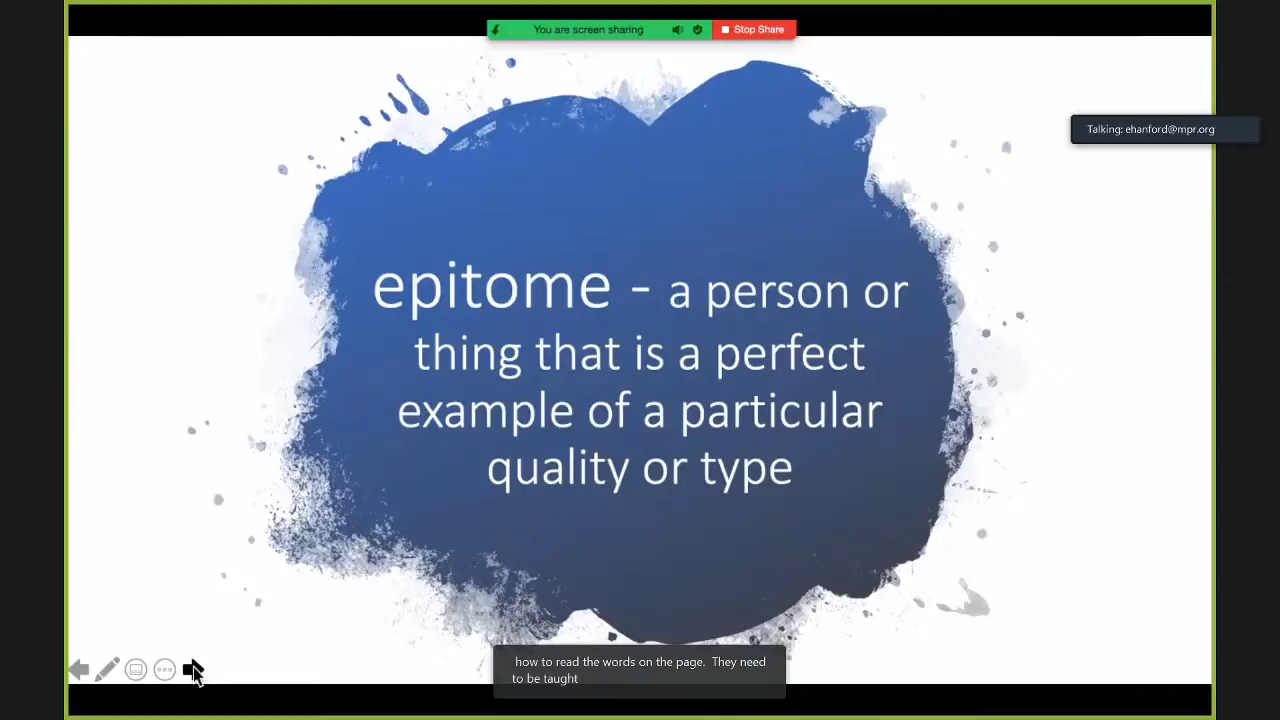 You are screen sharing
Stop Share
Talking: ehanford@mpr.org
epitome - a person or
thing that is a perfect
example of a particular
quality or type
how to read the words on the page.  They need
to be taught